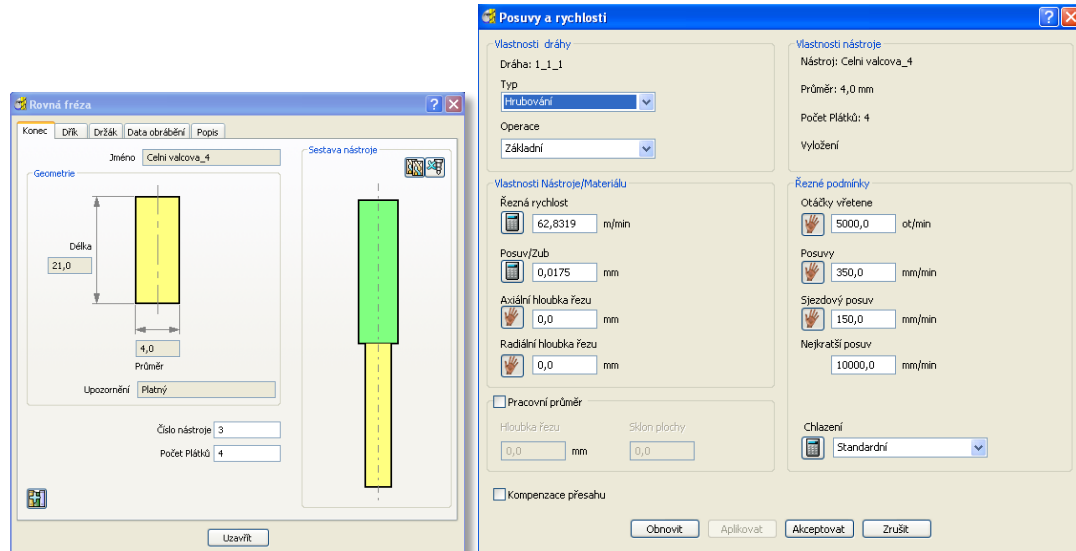 Rovná fréza
Konec Dřík Držák Data obrábění Popis
Jméno Celni valcova_4
Geometrie
Délka
21,0
4,0
Průměr
Upozornění Platný
Číslo nástroje 3
Počet Plátků 4
Sestava nástroje
Uzavřít
Posuvy a rychlosti
Vlastnosti dráhy
Dráha: 1_1_1
Typ
Hrubování
Operace
Základní
Vlastnosti nástroje
Nástroj: Celni valcova_4
Průměr: 4,0 mm
Počet Plátků: 4
Vyložení
Vlastnosti Nástroje/Materiálu
Řezná rychlost
62,8319 m/min
Posuv/Zub
0,0175 mm
Axiální hloubka řezu
0,0 mm
Radiální hloubka řezu
0,0 mm
Řezné podmínky
Otáčky vřetene
5000,0 ot/min
Posuvy
350,0 mm/min
Sjezdový posuv
150,0 mm/min
Nejkratší posuv
10000,0 mm/min
Pracovní průměr
Hloubka řezu Sklon plochy
0,0 mm 0,0
Chlazení
Standardní
Kompenzace přesahu
Obnovit Aplikovat Akceptovat Zrušit